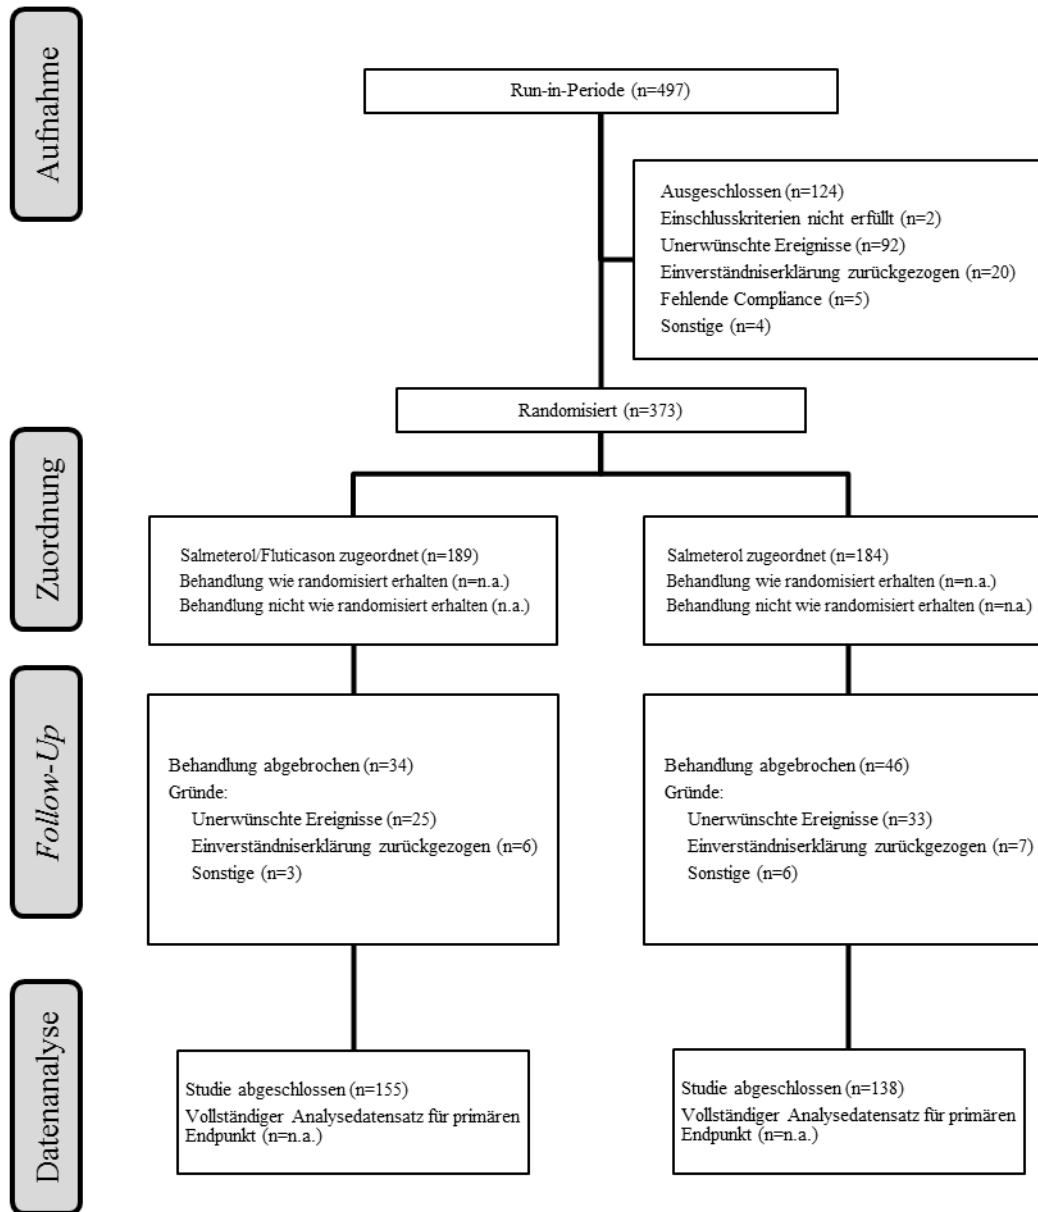 Aufnahme
Run-in-Periode (n=497)
Ausgeschlossen (n=124)
Einschlusskriterien nicht erfüllt (n=2)
Unerwünschte Ereignisse (n=92)
Einverständniserklärung zurückgezogen (n=20)
Fehlende Compliance (n=5)
Sonstige (n=4)
Randomisiert (n=373)
Zuordnung
Salmeterol/Fluticason zugeordnet (n=189)
Behandlung wie randomisiert erhalten (n=n.a.)
Behandlung nicht wie randomisiert erhalten (n.a.)
Salmeterol zugeordnet (n=184)
Behandlung wie randomisiert erhalten (n=n.a.)
Behandlung nicht wie randomisiert erhalten (n=n.a.)
Follow-Up
Behandlung abgebrochen (n=34)
Gründe:
Unerwünschte Ereignisse (n=25)
Einverständniserklärung zurückgezogen (n=6)
Sonstige (n=3)
Behandlung abgebrochen (n=46)
Gründe:
Unerwünschte Ereignisse (n=33)
Einverständniserklärung zurückgezogen (n=7)
Sonstige (n=6)
Datenanalyse
Studie abgeschlossen (n=155)
Vollständiger Analysedatensatz für primären
Endpunkt (n=n.a.)
Studie abgeschlossen (n=138)
Vollständiger Analysedatensatz für primären
Endpunkt (n=n.a.)